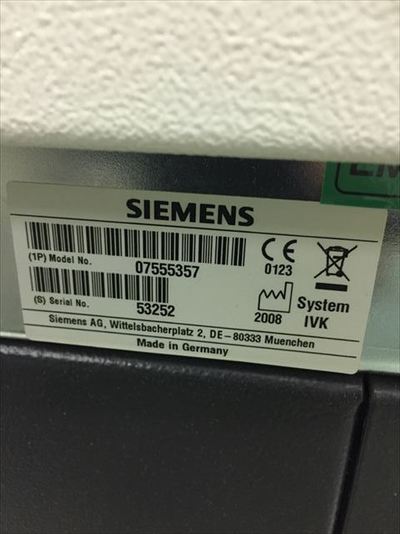 SIEMENS
(1P) Model No. 07555357
0123
(S) Serial No. 53252
2008
System
IVK
Siemens AG, Wittelsbacherplatz 2, DE-80333 Muenchen
Made in Germany